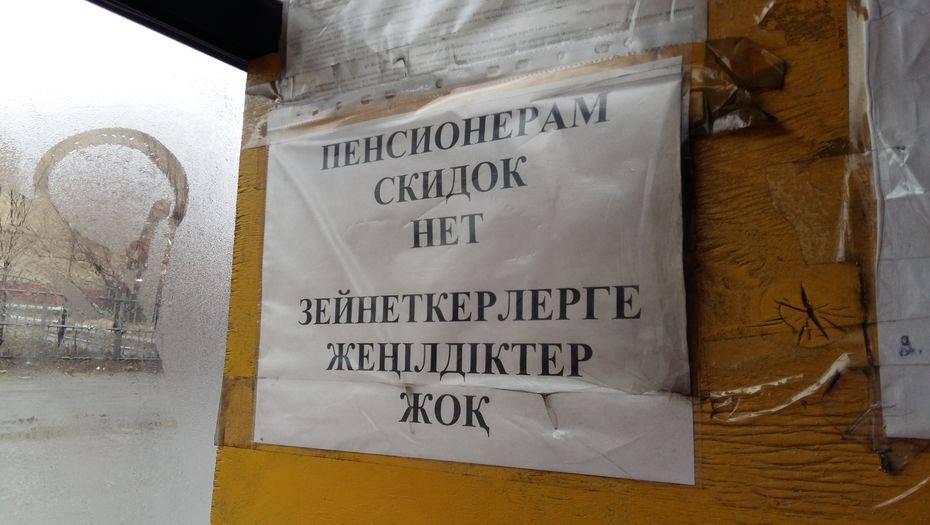 ПЕНСИОНЕРАМ
СКИДОК
НЕТ
ЗЕЙНЕТКЕРЛЕРГЕ
ЖЕҢІЛДІКТЕР
ЖОҚ